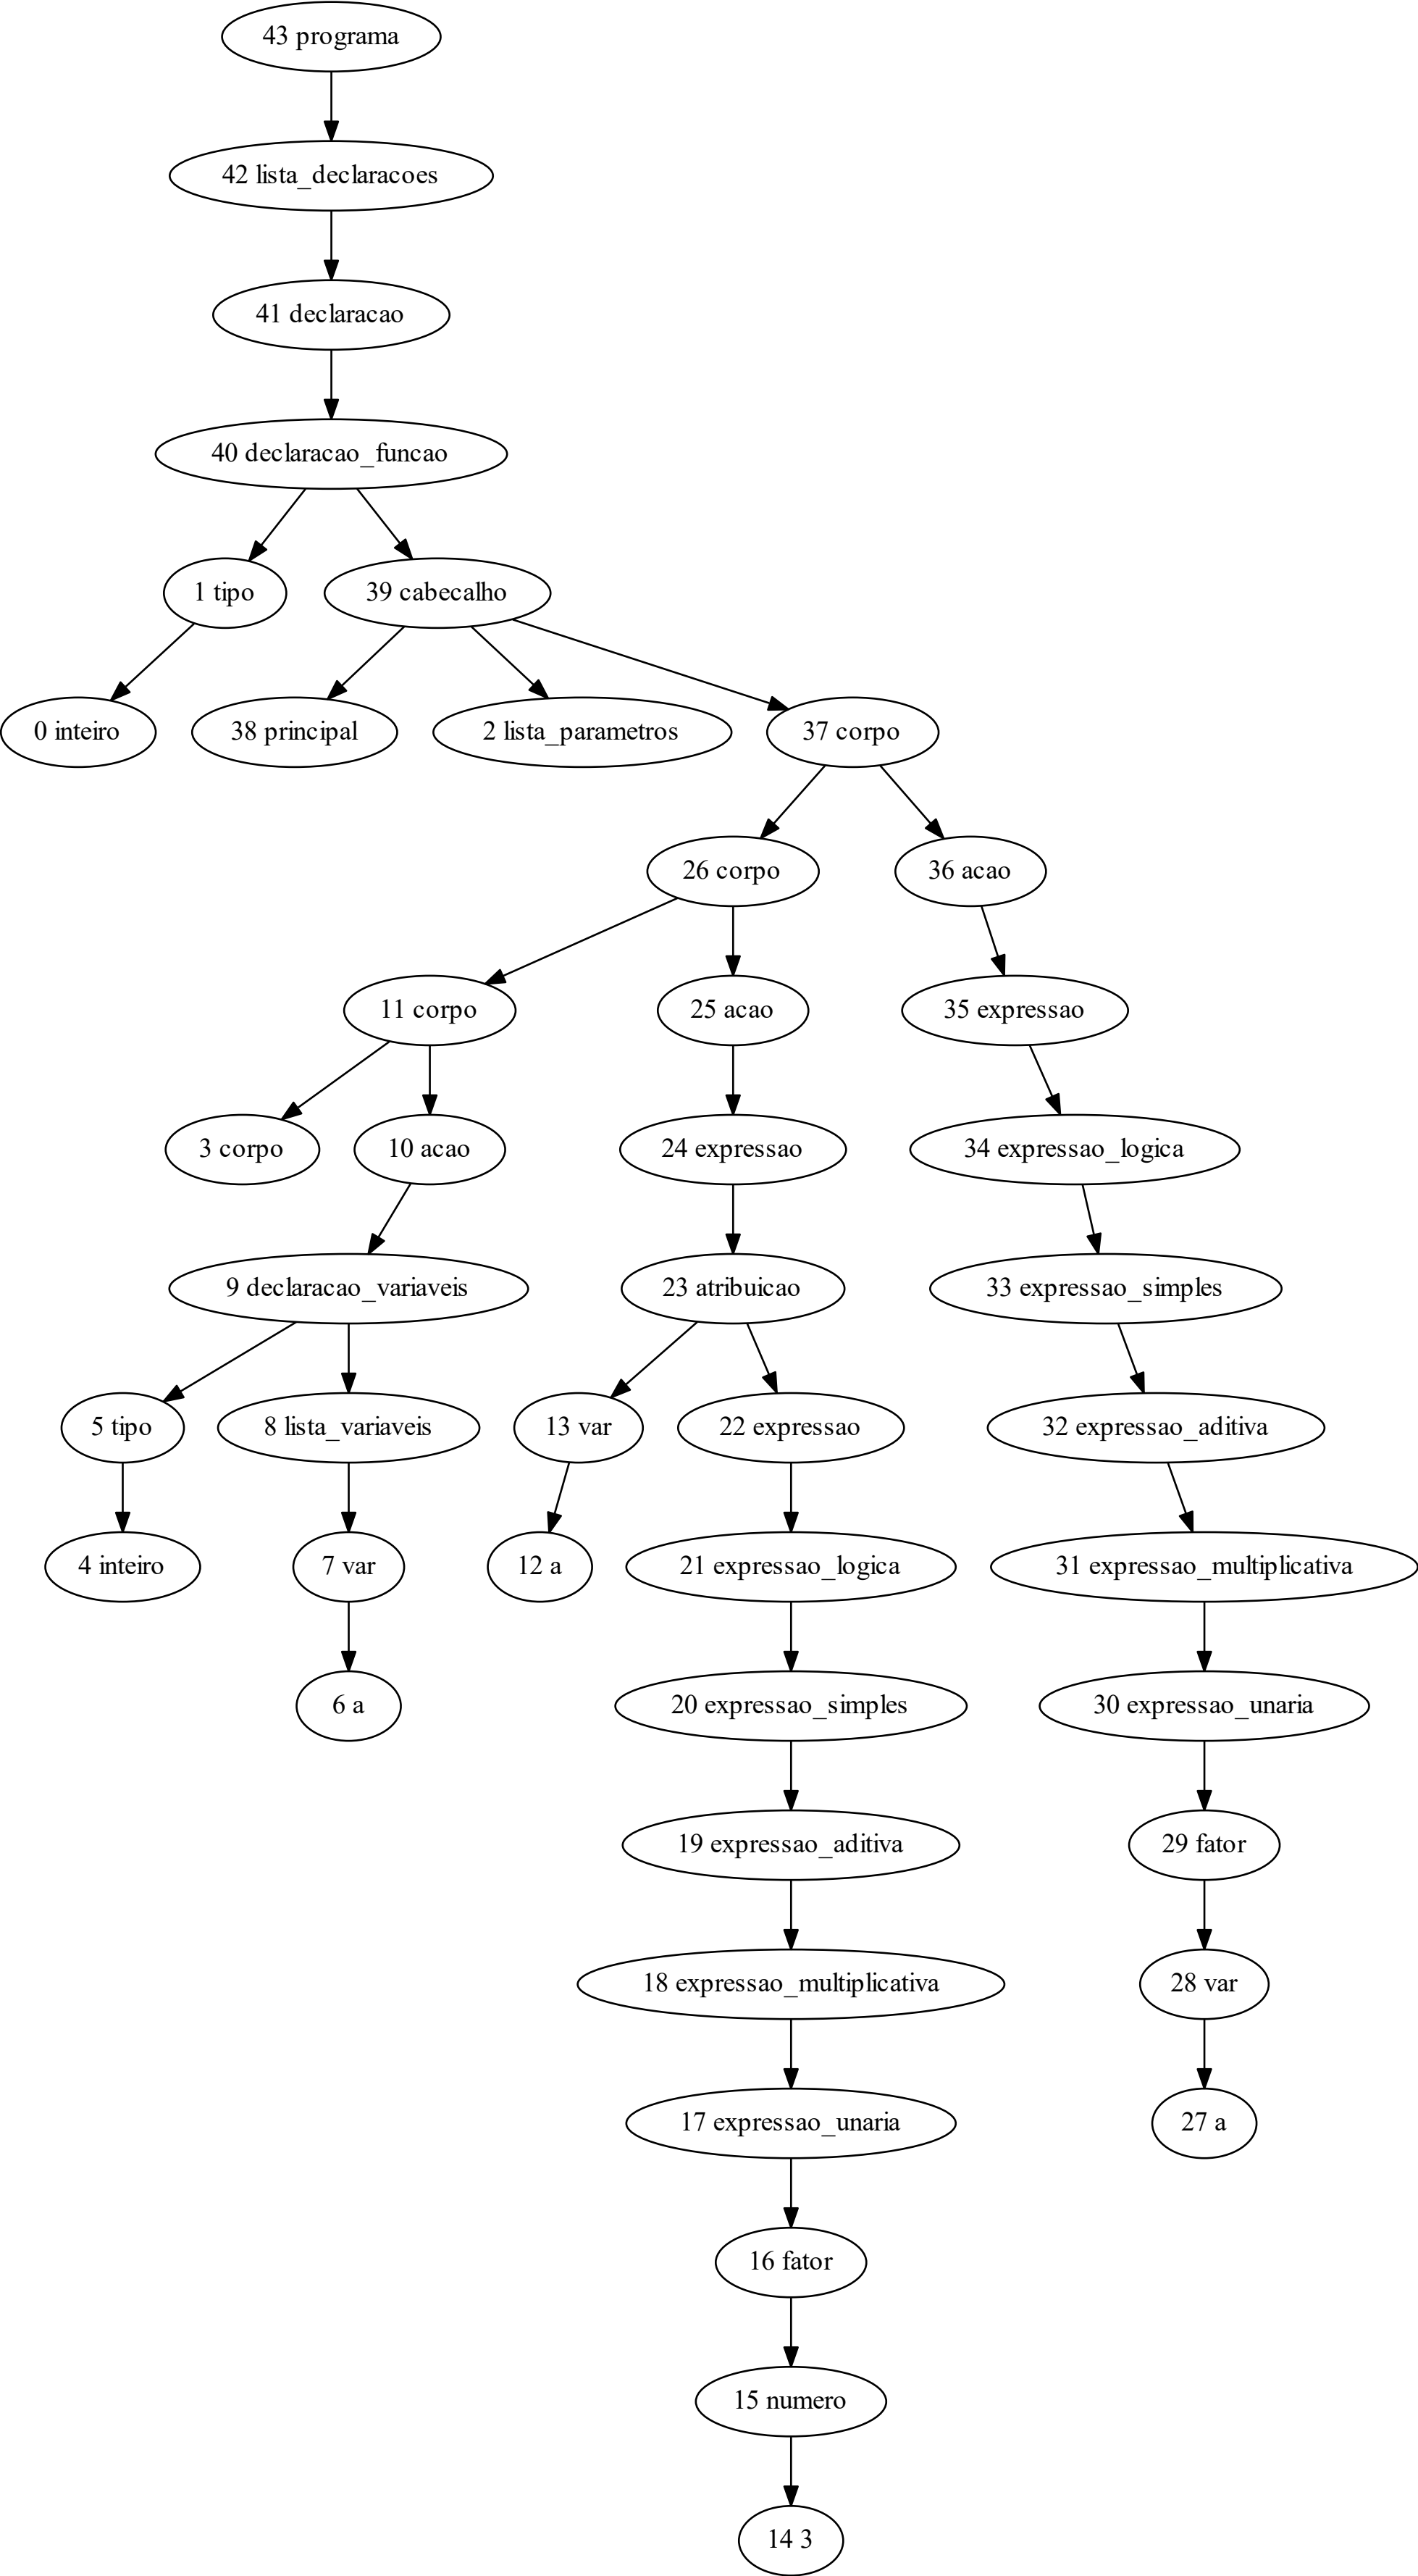 43 programa
42 lista_declaracoes
41 declaracao
40 declaracao_funcao
1 tipo
39 cabecalho
0 inteiro
38 principal
2 lista_parametros
37 corpo
26 corpo
36 acao
11 corpo
25 acao
35 expressao
3 corpo
10 acao
24 expressao
34 expressao_logica
9 declaracao_variaveis
23 atribuicao
33 expressao_simples
5 tipo
8 lista_variaveis
13 var
22 expressao
32 expressao_aditiva
4 inteiro
7 var
12 a
21 expressao_logica
31 expressao_multiplicativa
6 a
20 expressao_simples
30 expressao_unaria
19 expressao_aditiva
29 fator
18 expressao_multiplicativa
28 var
17 expressao_unaria
27 a
16 fator
15 numero
14 3